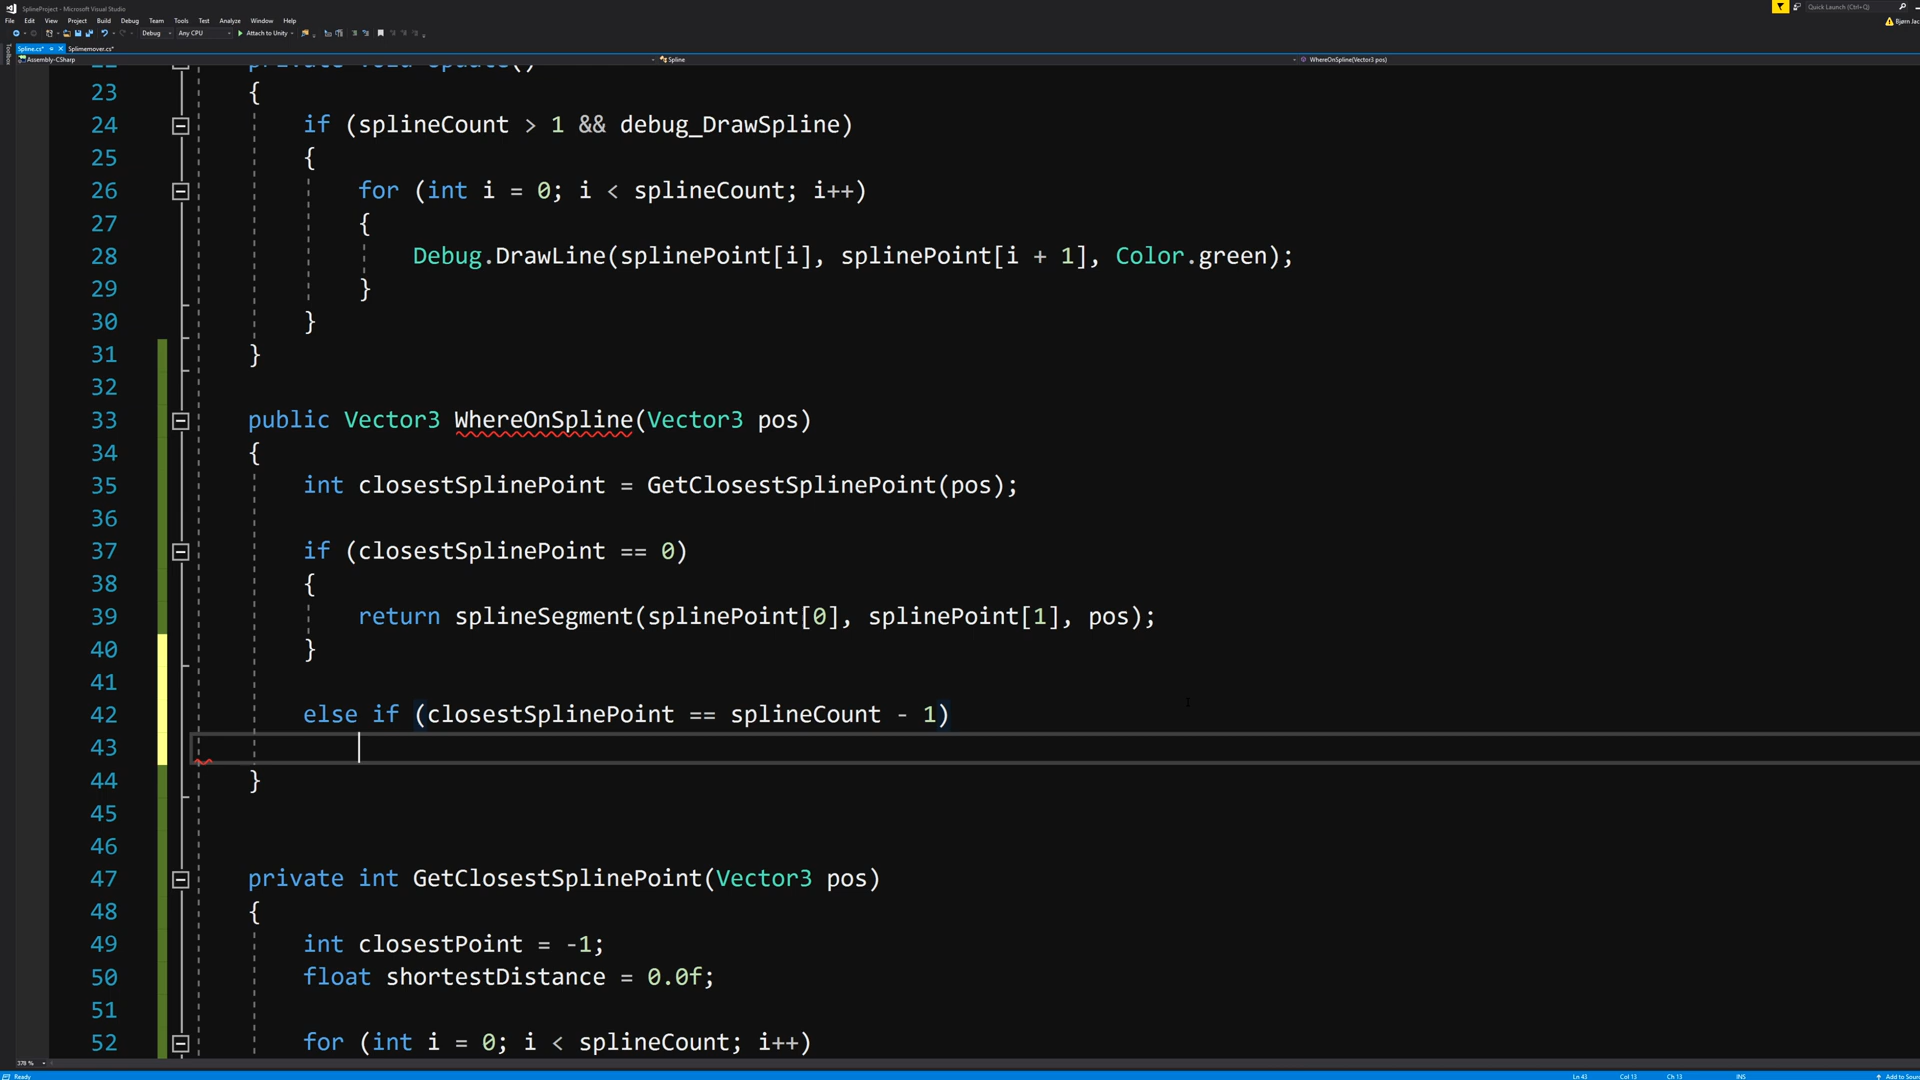 SplineProject - Microsoft Visual Studio
Quick Launch (Ctrl+Q)
File Edit View Project Build Debug Team Tools Test Analyze Window Help
Debug Any CPU Attach to Unity
Spline.cs* Splinemover.cs*
Assembly-CSharp Spline WhereOnSpline(Vector3 pos)
23 {
24 if (splineCount > 1 && debug_DrawSpline)
25 {
26 for (int i = 0; i < splineCount; i++)
27 {
28 Debug.DrawLine(splinePoint[i], splinePoint[i + 1], Color.green);
29 }
30 }
31 }
32
33 public Vector3 WhereOnSpline(Vector3 pos)
34 {
35 int closestSplinePoint = GetClosestSplinePoint(pos);
36
37 if (closestSplinePoint == 0)
38 {
39 return splineSegment(splinePoint[0], splinePoint[1], pos);
40 }
41
42 else if (closestSplinePoint == splineCount - 1)
43
44 }
45
46
47 private int GetClosestSplinePoint(Vector3 pos)
48 {
49 int closestPoint = -1;
50 float shortestDistance = 0.0f;
51
52 for (int i = 0; i < splineCount; i++)
378 %
Ready Ln 43 Col 13 Ch 13 INS